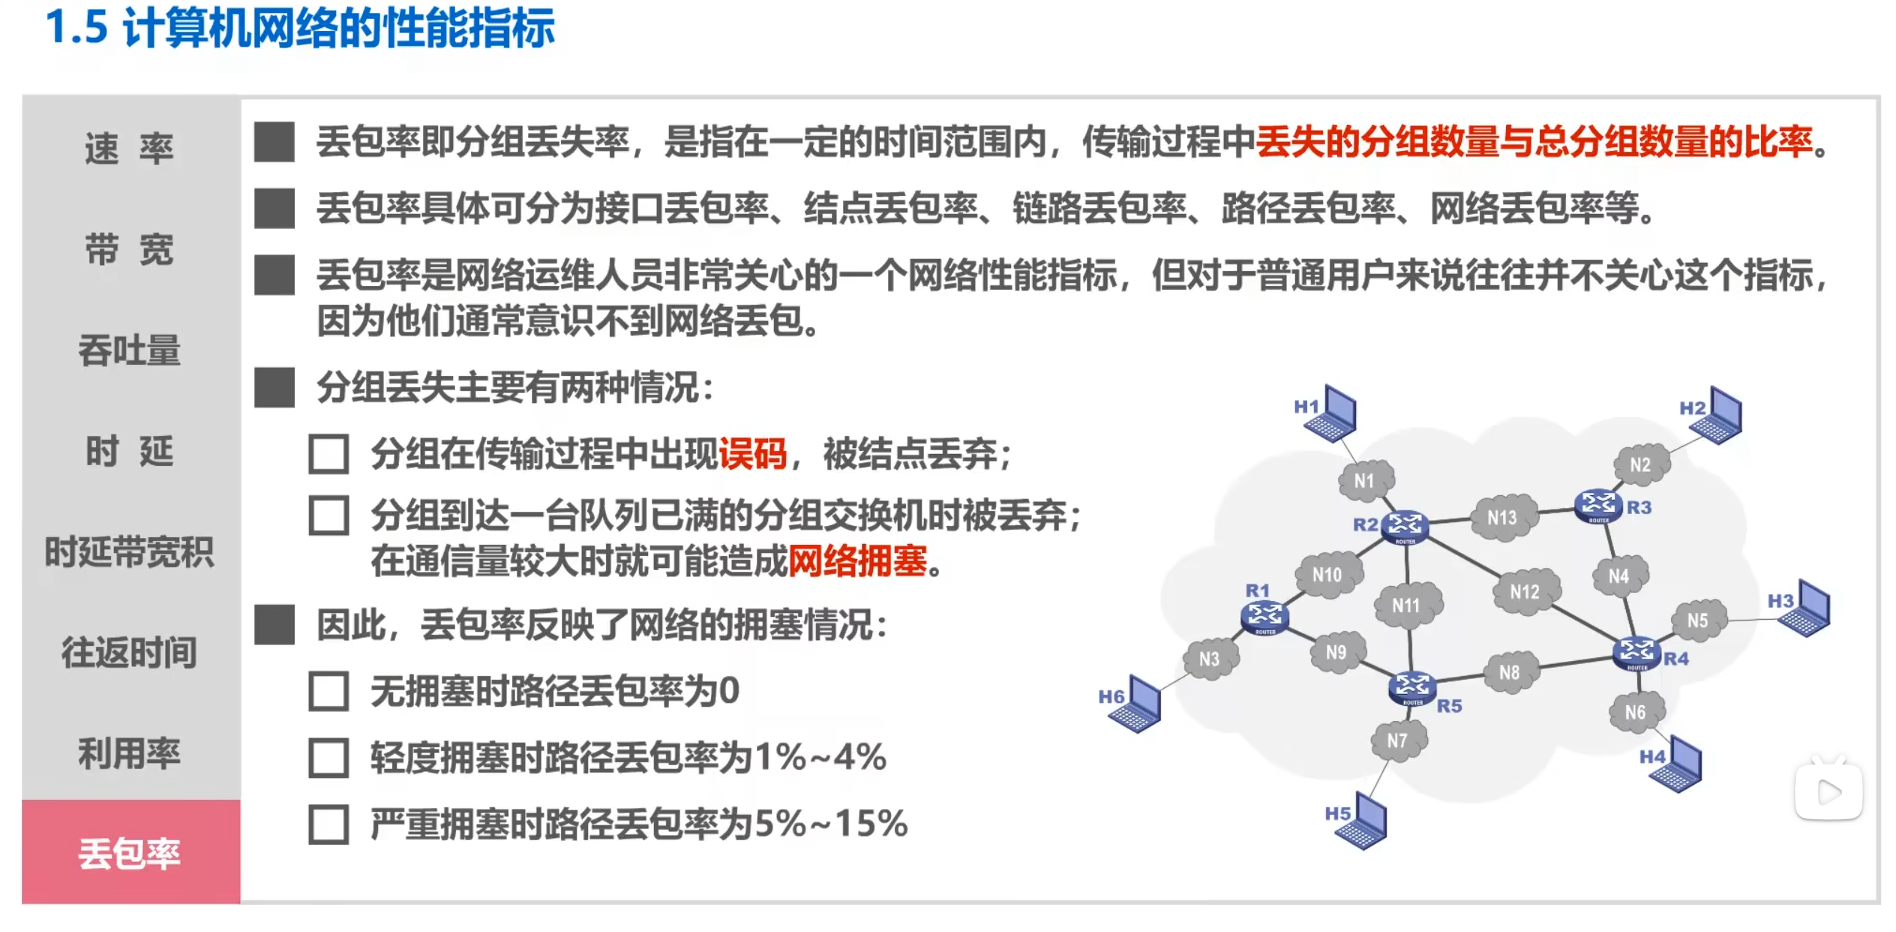 1.5 计算机网络的性能指标
速 率
带 宽
吞吐量
时 延
时延带宽积
往返时间
利用率
丢包率
丢包率即分组丢失率，是指在一定的时间范围内，传输过程中丢失的分组数量与总分组数量的比率。
丢包率具体可分为接口丢包率、结点丢包率、链路丢包率、路径丢包率、网络丢包率等。
丢包率是网络运维人员非常关心的一个网络性能指标，但对于普通用户来说往往并不关心这个指标，
因为他们通常意识不到网络丢包。
分组丢失主要有两种情况：
分组在传输过程中出现误码，被结点丢弃；
分组到达一台队列已满的分组交换机时被丢弃；
在通信量较大时就可能造成网络拥塞。
因此，丢包率反映了网络的拥塞情况：
无拥塞时路径丢包率为0
轻度拥塞时路径丢包率为1%~4%
严重拥塞时路径丢包率为5%~15%
H1
H2
N1
N2
R2
ROUTER
N13
R3
ROUTER
N10
N12
N4
R1
ROUTER
N11
H3
N5
N3
N9
N8
R4
ROUTER
H6
R5
ROUTER
N6
N7
H4
H5